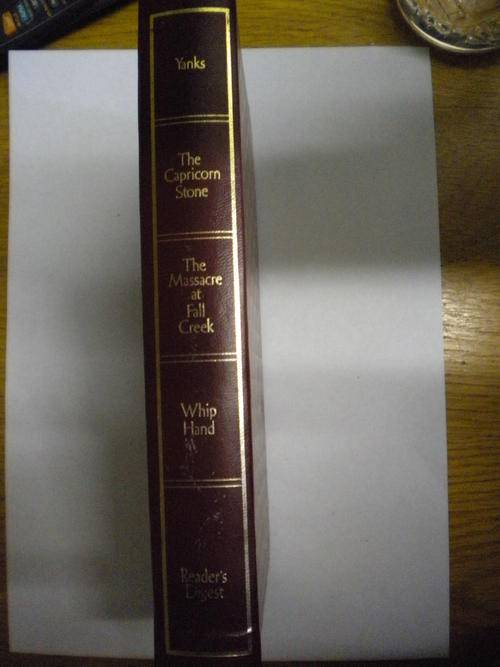 Yanks
The
Capricorn
Stone
The
Massacre
at
Fall
Creek
Whip
Hand
Reader's
Digest